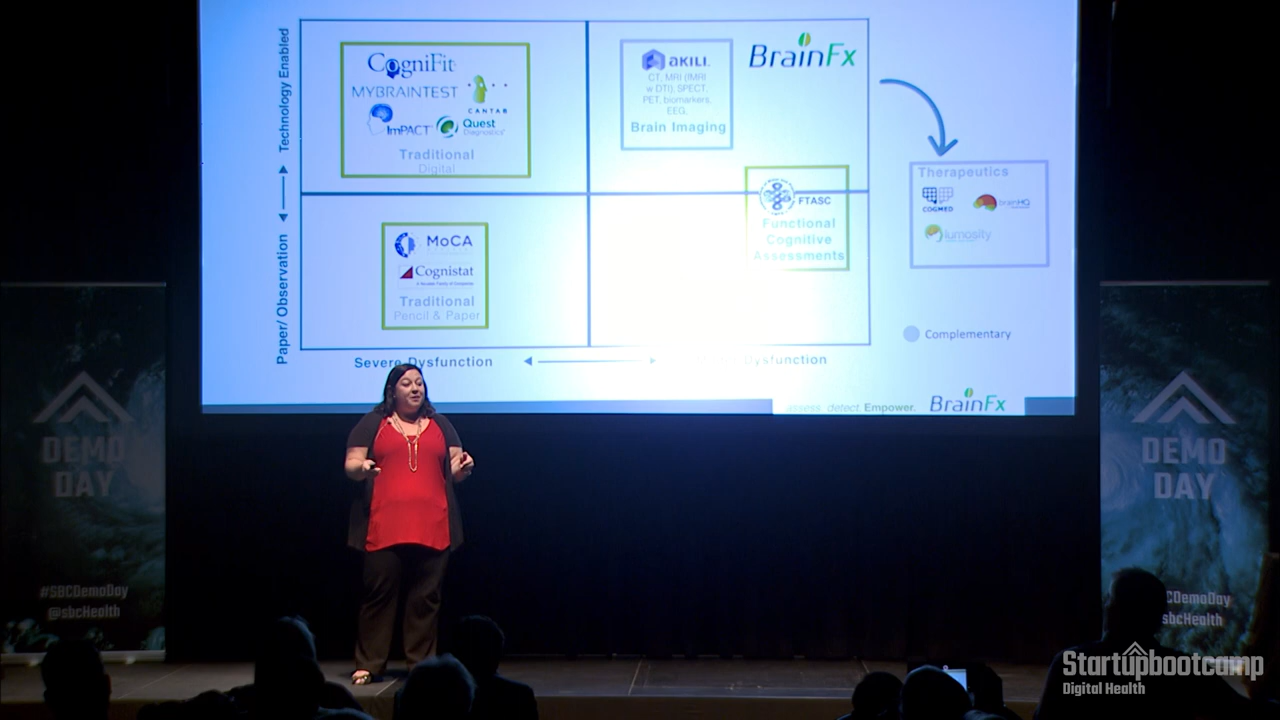 Technology Enabled
Paper/ Observation
CogniFit
MYBRAINTEST
CANTAB
ImPACT
Quest
Diagnostics
Traditional
Digital
AKILI.
CT, MRI (fMRI
w DTI), SPECT,
PET, biomarkers,
EEG,
Brain Imaging
BrainFx
MoCA
Cognistat
Traditional
Pencil & Paper
FTASC
Functional
Cognitive
Assessments
Therapeutics
COGMED
brainHQ
lumosity
Complementary
Severe Dysfunction
Dysfunction
assess. detect. Empower.
BrainFx
DEMO
DAY
#SBCDemoDay
@sbcHealth
DEMO
DAY
CDemoDay
sbcHealth
Startupbootcamp
Digital Health